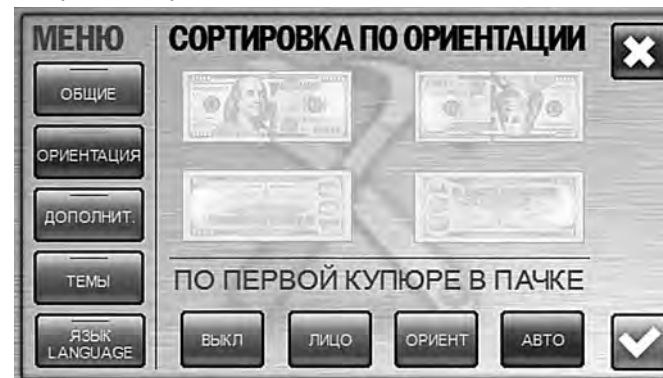 МЕНЮ
СОРТИРОВКА ПО ОРИЕНТАЦИИ
ОБЩИЕ
ОРИЕНТАЦИЯ
ДОПОЛНИТ.
ТЕМЫ
ЯЗЫК
LANGUAGE
ПО ПЕРВОЙ КУПЮРЕ В ПАЧКЕ
ВЫКЛ
ЛИЦО
ОРИЕНТ
АВТО